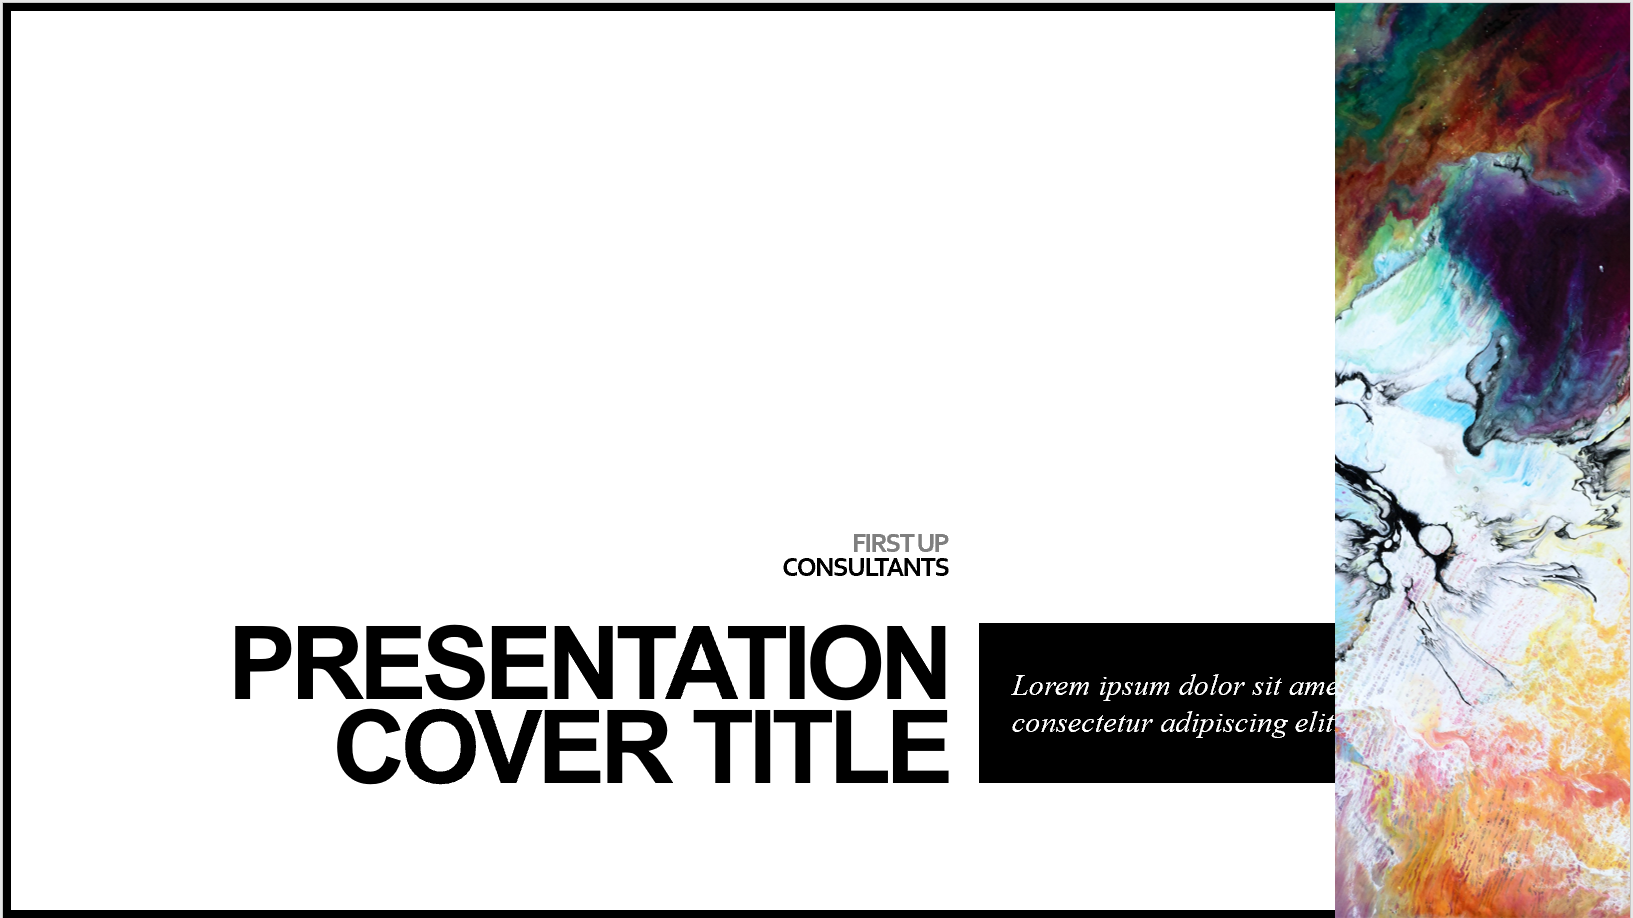 FIRST UP
CONSULTANTS
PRESENTATION
COVER TITLE
Lorem ipsum dolor sit ame
consectetur adipiscing elit